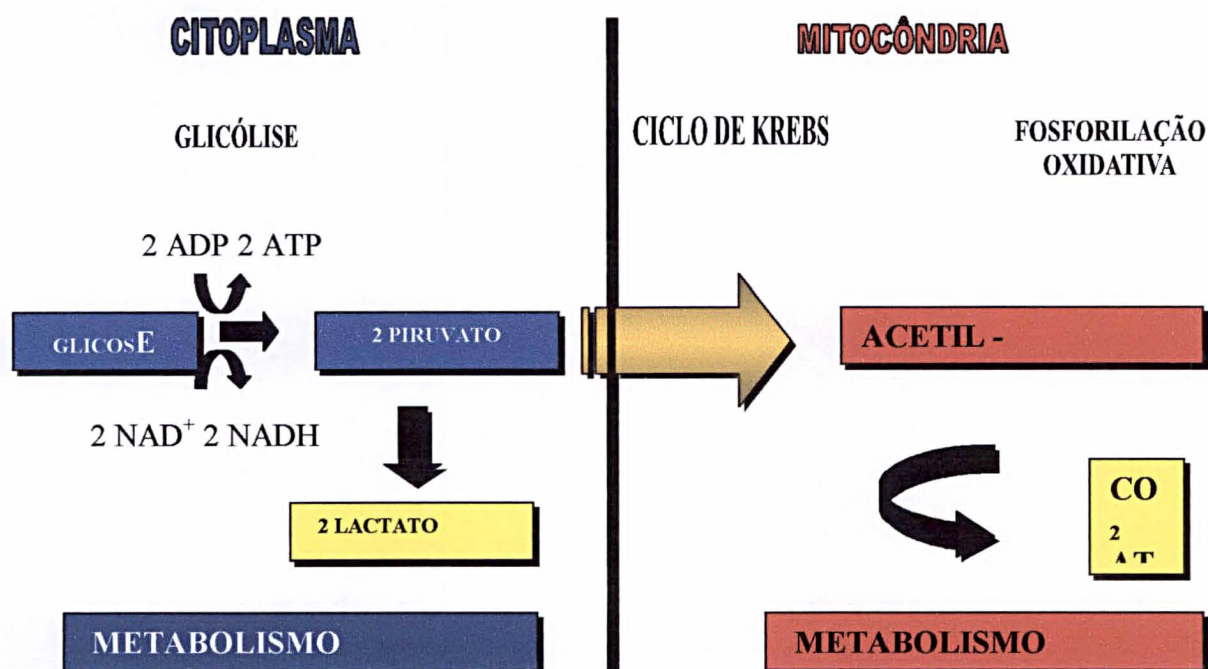 CITOPLASMA
GLICÓLISE
2 ADP 2 ATP
GLICOSE
2 PIRUVATO
2 NAD⁺ 2 NADH
2 LACTATO
METABOLISMO
MITOCÔNDRIA
CICLO DE KREBS
FOSFORILAÇÃO
OXIDATIVA
ACETIL -
CO
2
METABOLISMO